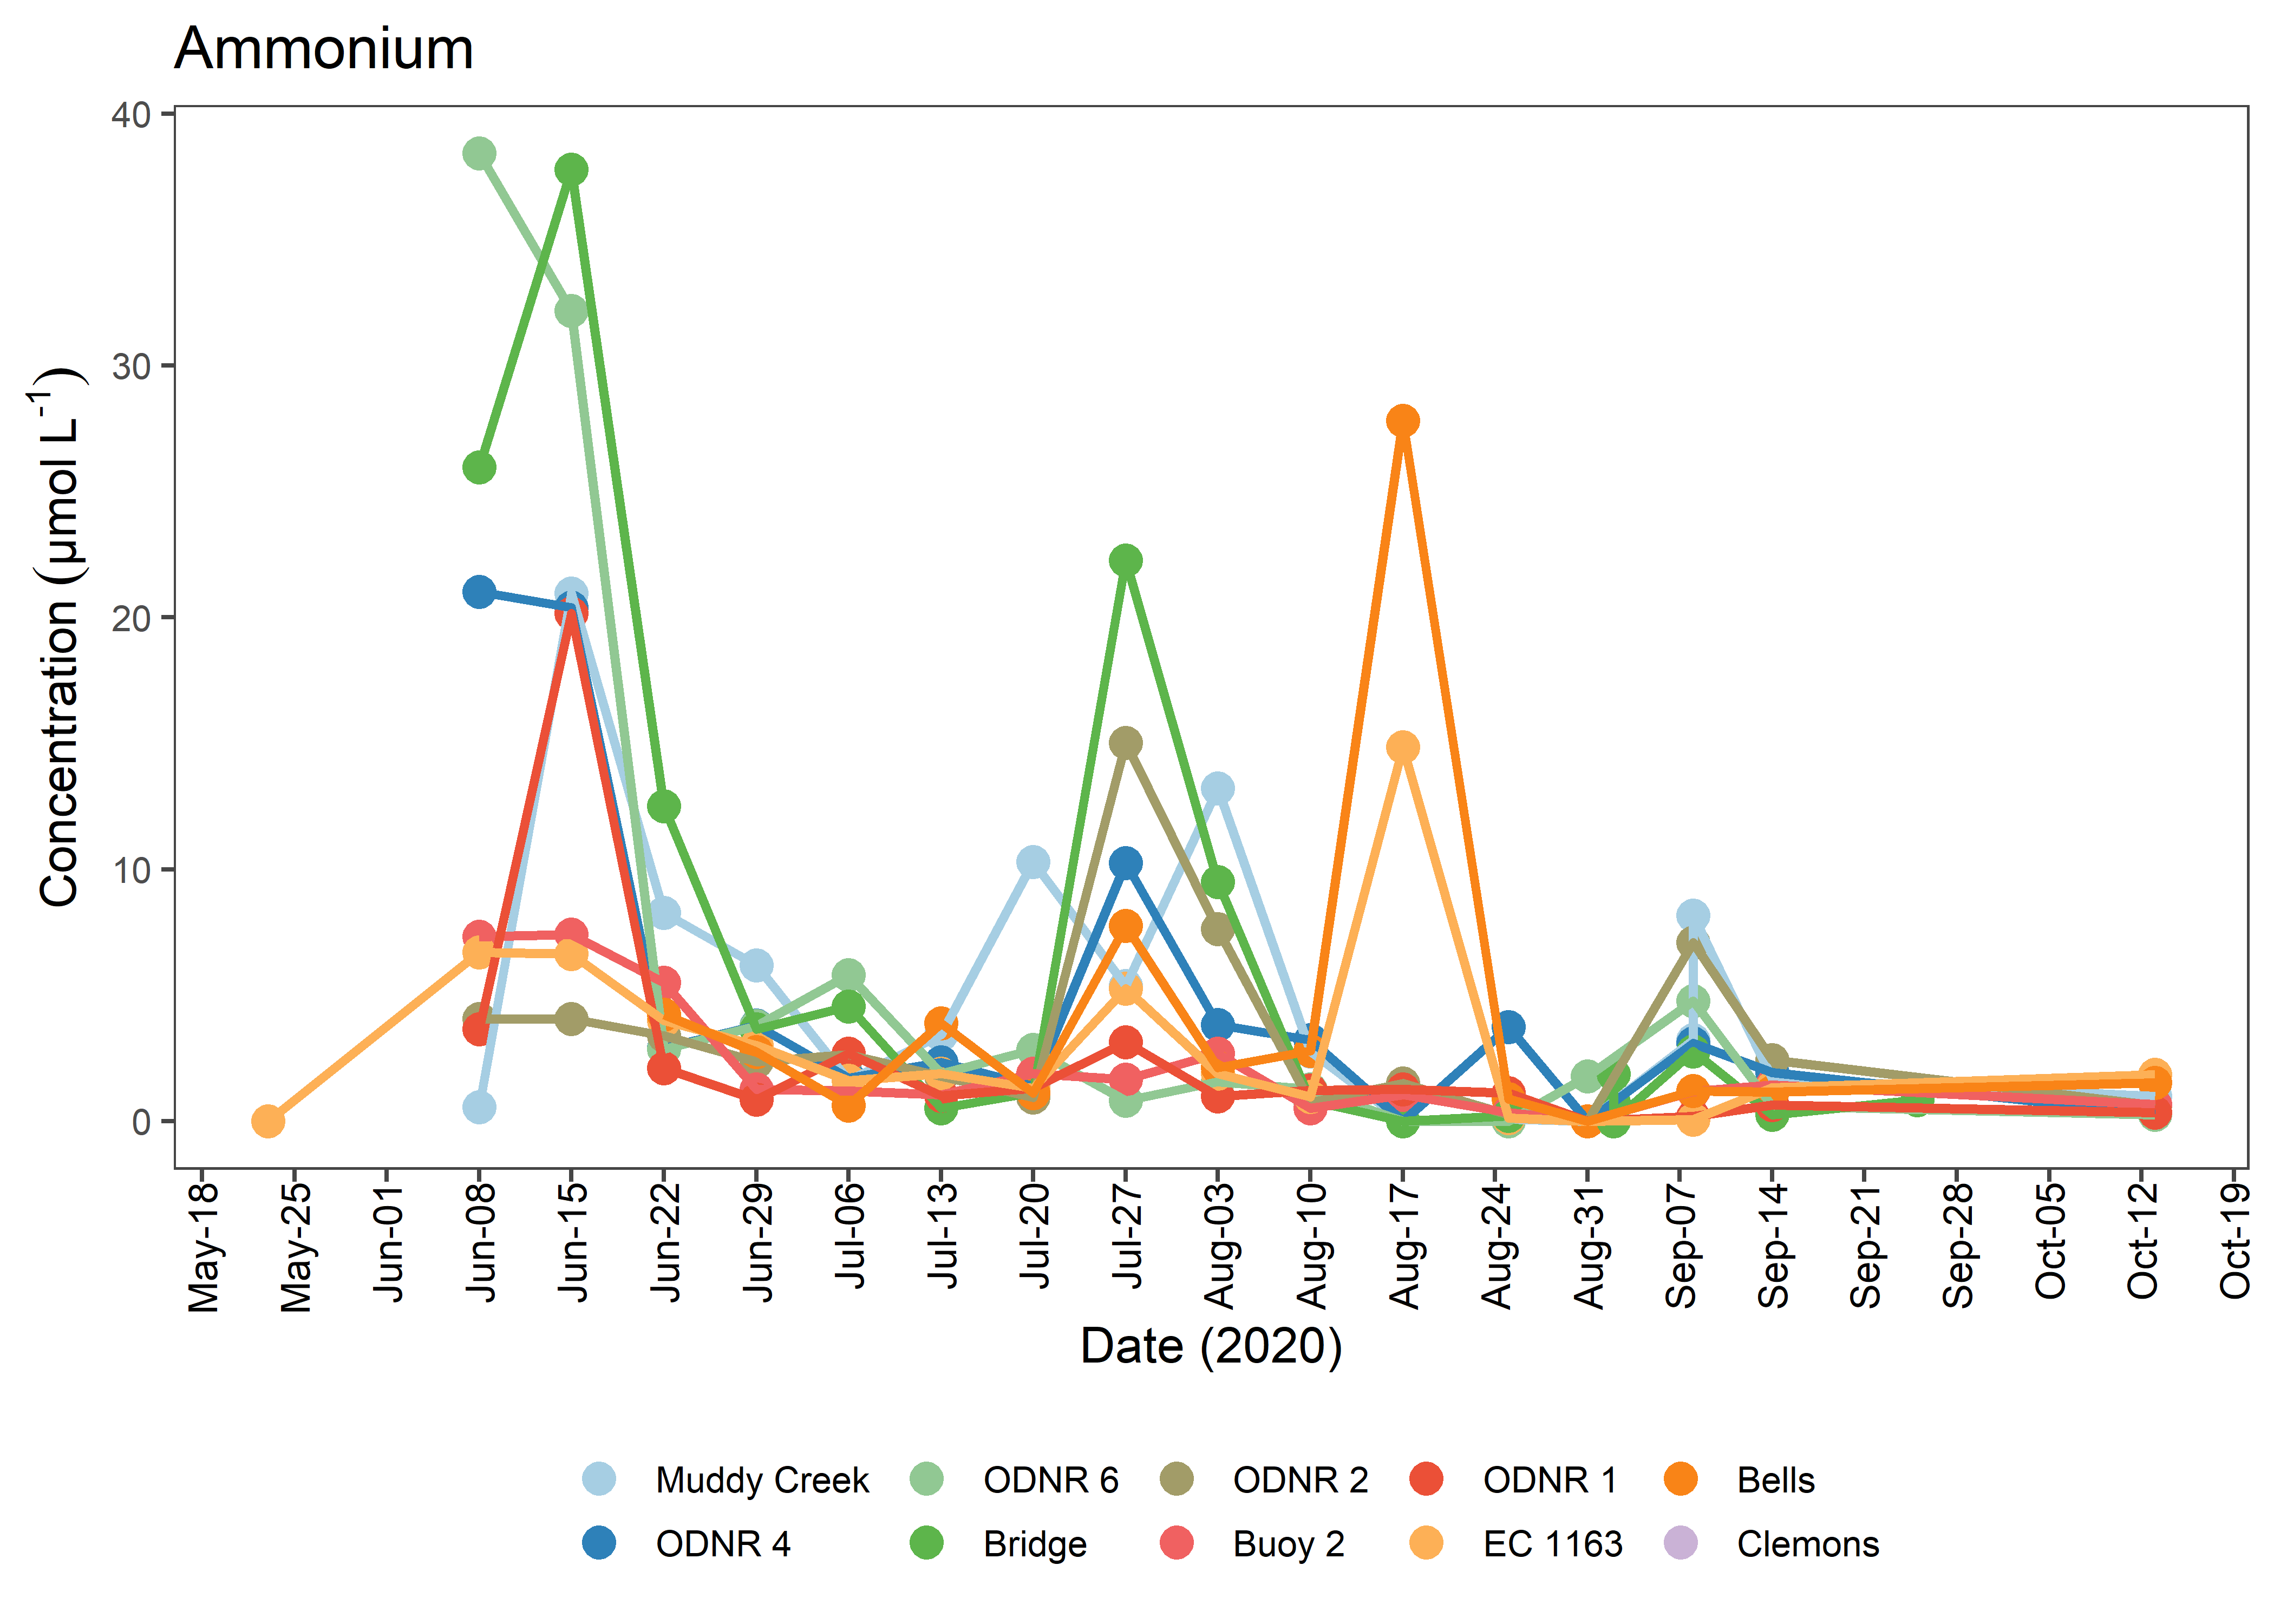 Ammonium
Concentration (µmol L-1)
40
30
20
10
0
May-18
May-25
Jun-01
Jun-08
Jun-15
Jun-22
Jun-29
Jul-06
Jul-13
Jul-20
Jul-27
Aug-03
Aug-10
Aug-17
Aug-24
Aug-31
Sep-07
Sep-14
Sep-21
Sep-28
Oct-05
Oct-12
Oct-19
Date (2020)
Muddy Creek
ODNR 6
ODNR 2
ODNR 1
Bells
ODNR 4
Bridge
Buoy 2
EC 1163
Clemons